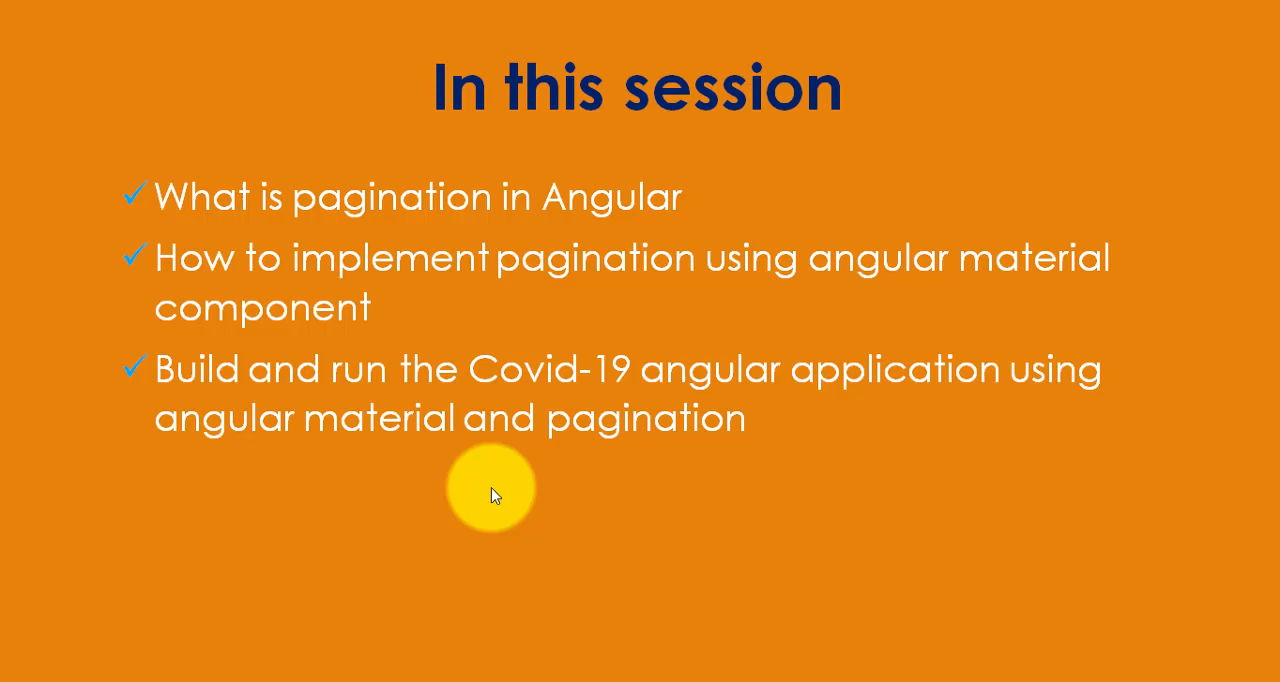 In this session
What is pagination in Angular
How to implement pagination using angular material
component
Build and run the Covid-19 angular application using
angular material and pagination